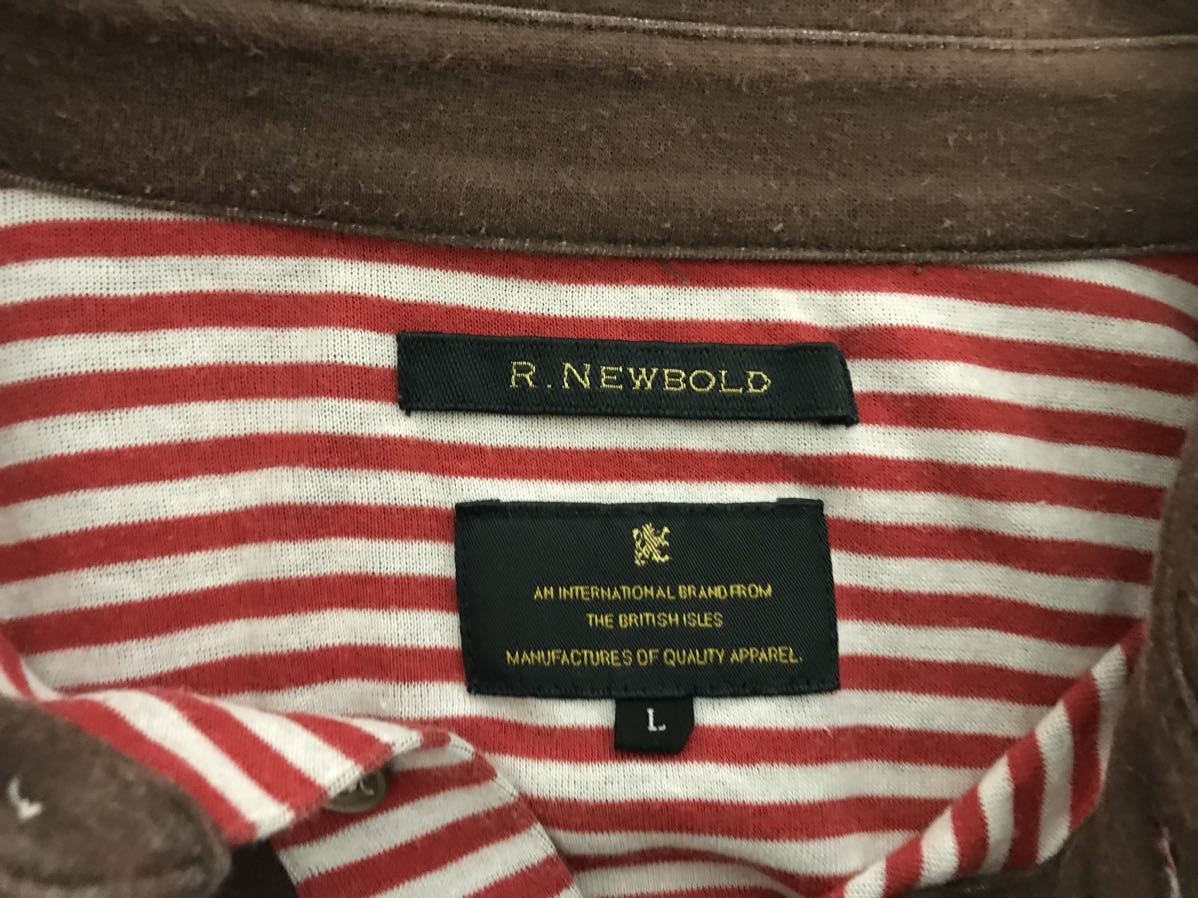 R. NEWBOLD
AN INTERNATIONAL BRAND FROM
THE BRITISH ISLES
MANUFACTURES OF QUALITY APPAREL.
L